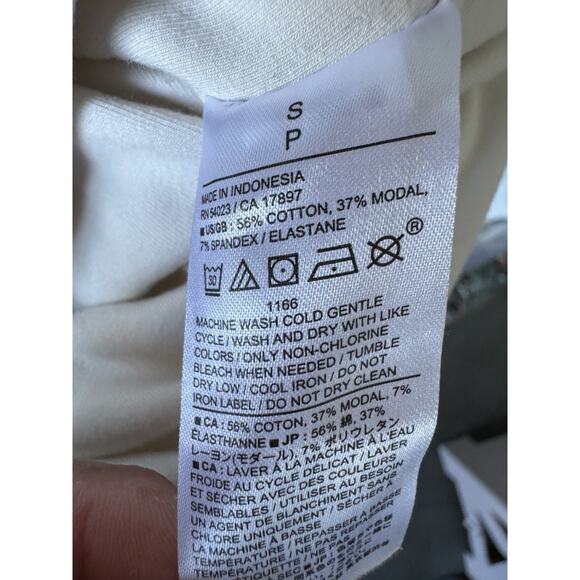 S
P
MADE IN INDONESIA
RN 54023 / CA 17897
■ US/GB : 56% COTTON, 37% MODAL,
7% SPANDEX / ELASTANE
30
®
1166
MACHINE WASH COLD GENTLE
CYCLE / WASH AND DRY WITH LIKE
COLORS / ONLY NON-CHLORINE
BLEACH WHEN NEEDED / TUMBLE
DRY LOW / COOL IRON / DO NOT
IRON LABEL / DO NOT DRY CLEAN
■ CA : 56% COTON, 37% MODAL, 7%
ÉLASTHANNE ■ JP : 56% 綿, 37%
レーヨン(モダール), 7% ポリウレタン
■ CA : LAVER À LA MACHINE À L'EAU
FROIDE AU CYCLE DÉLICAT / LAVER
ET SÉCHER AVEC DES COULEURS
SEMBLABLES / UTILISER AU BESOIN
UN AGENT DE BLANCHIMENT SANS
CHLORE UNIQUEMENT / SÉCHER
À LA MACHINE À BASSE
TEMPÉRATURE / REPASSER À BASSE